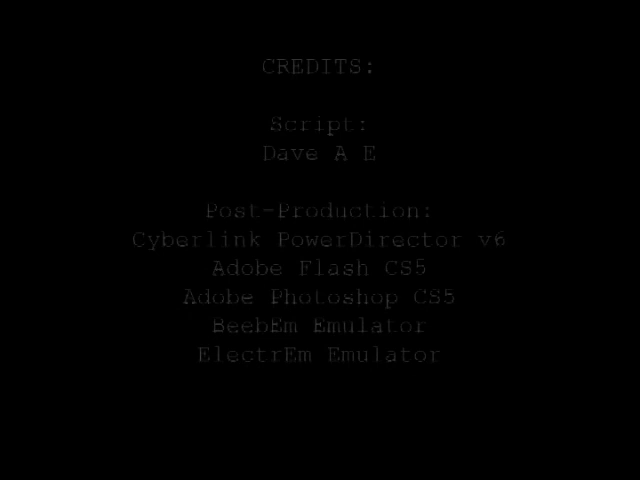 CREDITS:
Script:
Dave A E
Post-Production:
Cyberlink PowerDirector v6
Adobe Flash CS5
Adobe Photoshop CS5
BeebEm Emulator
ElectrEm Emulator